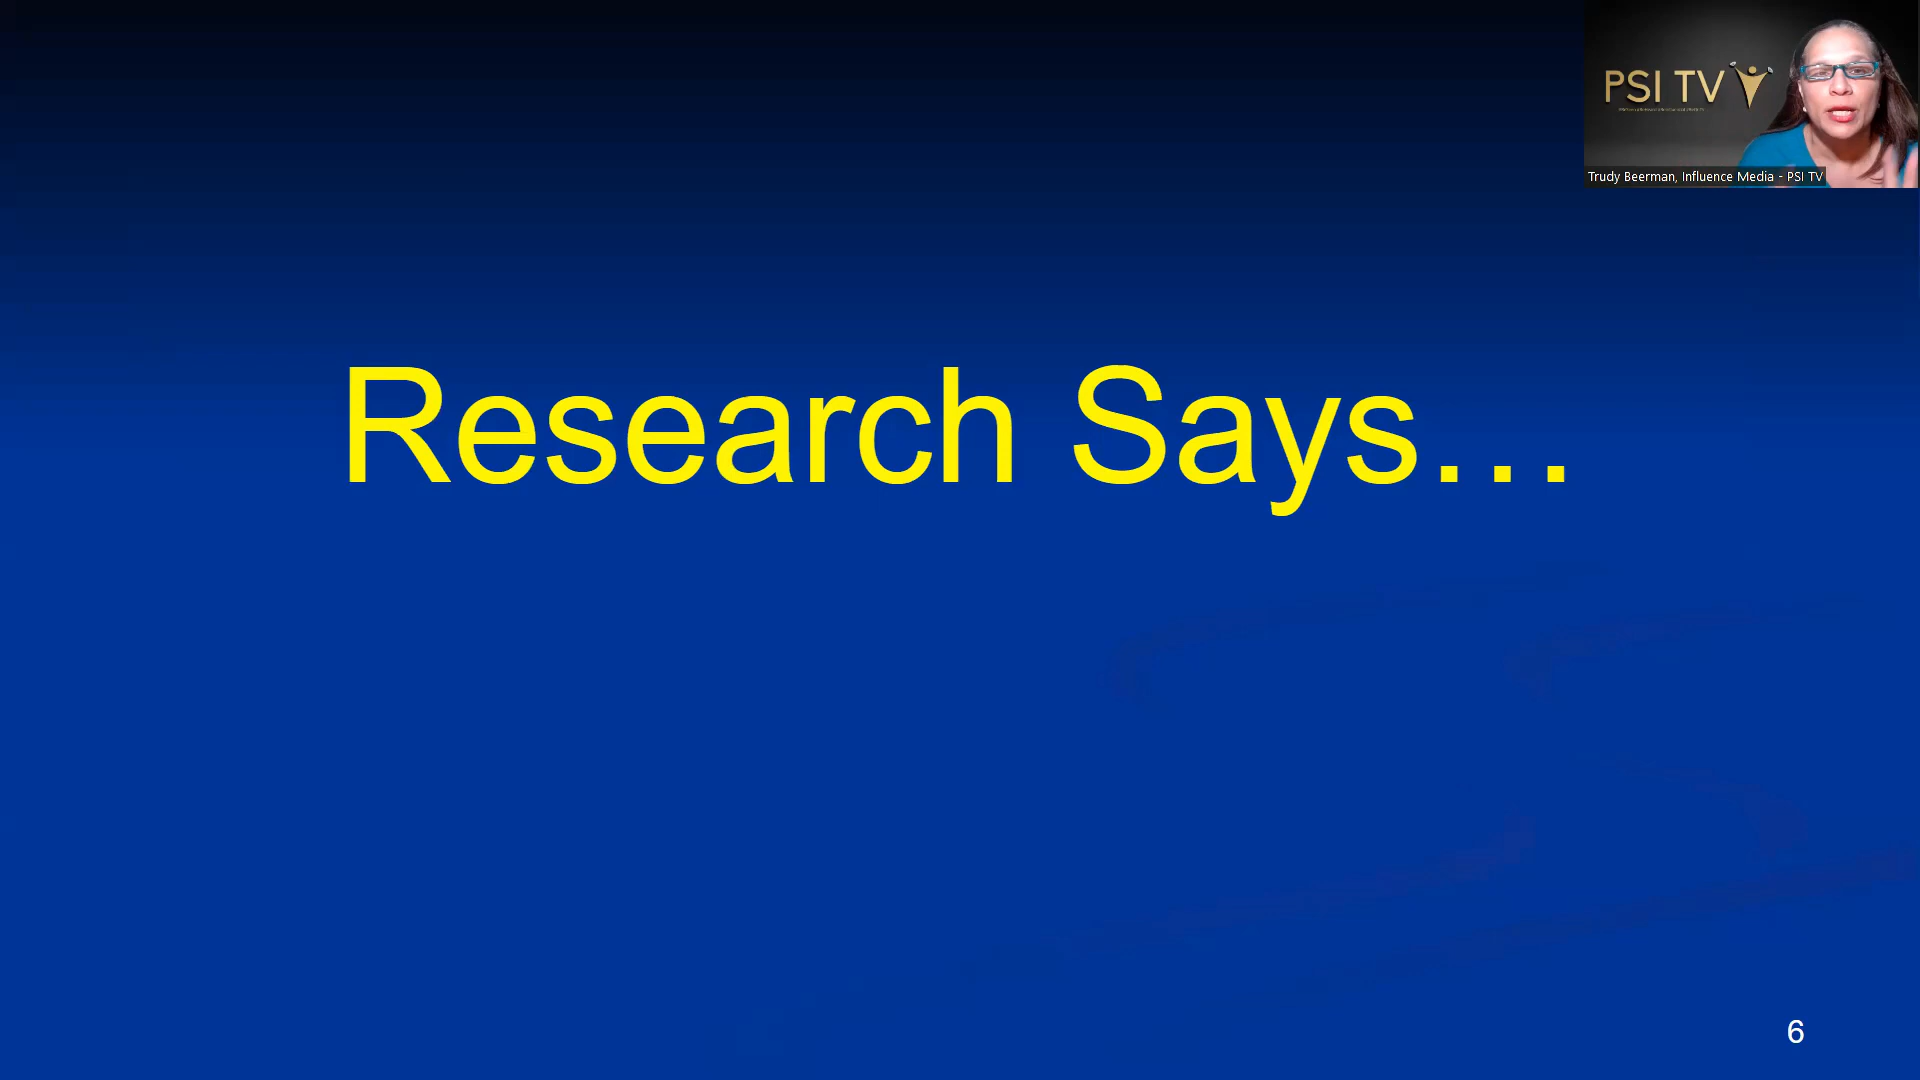 PSI TV
Trudy Beerman, Influence Media - PSI TV
Research Says...
6